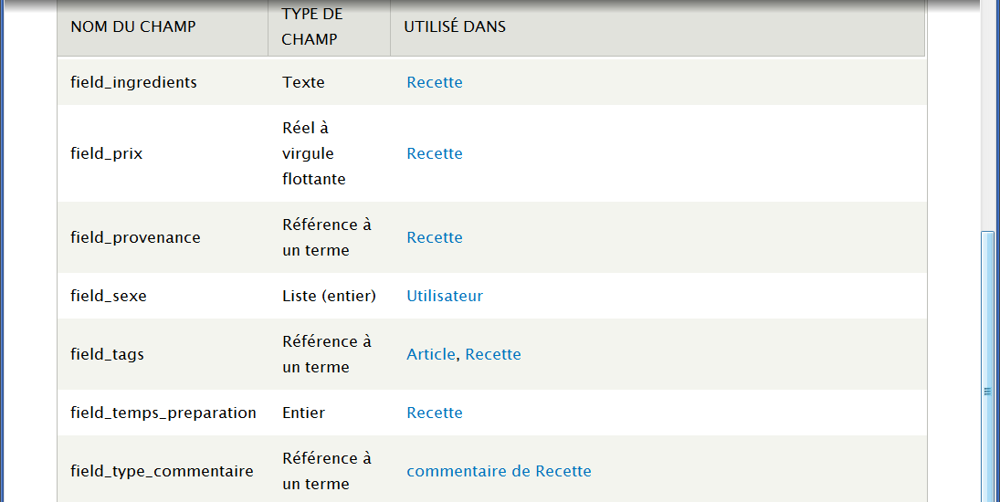 NOM DU CHAMP TYPE DE CHAMP UTILISÉ DANS
field_ingredients Texte Recette
field_prix Réel à virgule flottante Recette
field_provenance Référence à un terme Recette
field_sexe Liste (entier) Utilisateur
field_tags Référence à un terme Article, Recette
field_temps_preparation Entier Recette
field_type_commentaire Référence à un terme commentaire de Recette